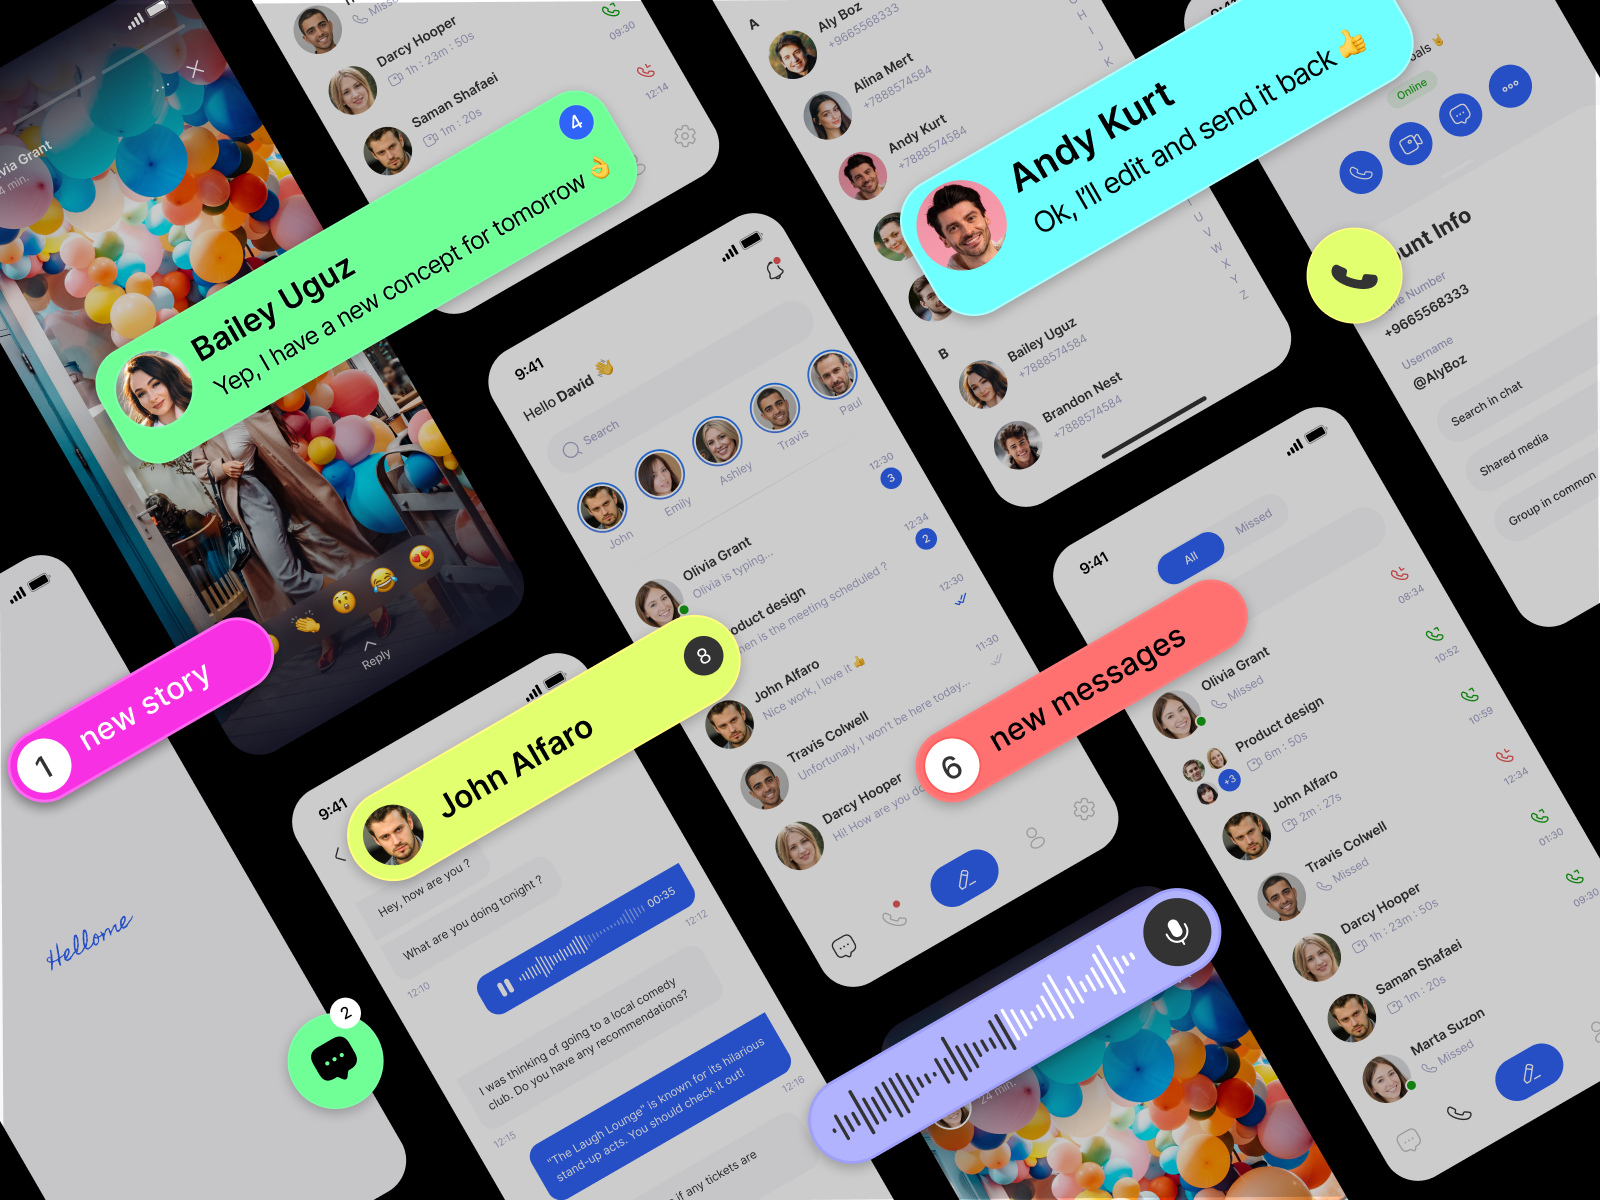 Olivia Grant
24 min.
Reply
Missed
Darcy Hooper
1h : 23m : 50s
09:30
Saman Shafaei
1m : 20s
12:14
4
Bailey Uguz
Yep, I have a new concept for tomorrow 👌
A
Aly Boz
+9665568333
Alina Mert
+7888574584
Andy Kurt
+7888574584
B
Bailey Uguz
+7888574584
Brandon Nest
+7888574584
H
I
J
K
U
V
W
X
Y
Z
Andy Kurt
Ok, I'll edit and send it back 👍
Online
Account Info
Phone Number
+9665568333
Username
@AlyBoz
Search in chat
Shared media
Group in common
9:41
Hello David 👋
Search
John
Emily
Ashley
Travis
Paul
Olivia Grant
Olivia is typing...
12:30
3
Product design
When is the meeting scheduled ?
12:34
2
John Alfaro
Nice work, i love it 👍
12:30
Travis Colwell
Unfortunaly, I won't be here today...
11:30
Darcy Hooper
Hi! How are you do
1 new story
Hellome
2
John Alfaro
8
9:41
Hey, how are you ?
What are you doing tonight ?
12:10
00:35
12:12
I was thinking of going to a local comedy
club. Do you have any recommendations?
12:15
"The Laugh Lounge" is known for its hilarious
stand-up acts. You should check it out!
12:16
if any tickets are
6 new messages
9:41
All
Missed
Olivia Grant
Missed
08:34
Product design
6m : 50s
10:52
+3
John Alfaro
2m : 27s
10:59
Travis Colwell
Missed
12:34
Darcy Hooper
1h : 23m : 50s
01:30
Saman Shafaei
1m : 20s
09:30
Marta Suzon
Missed
24 min.